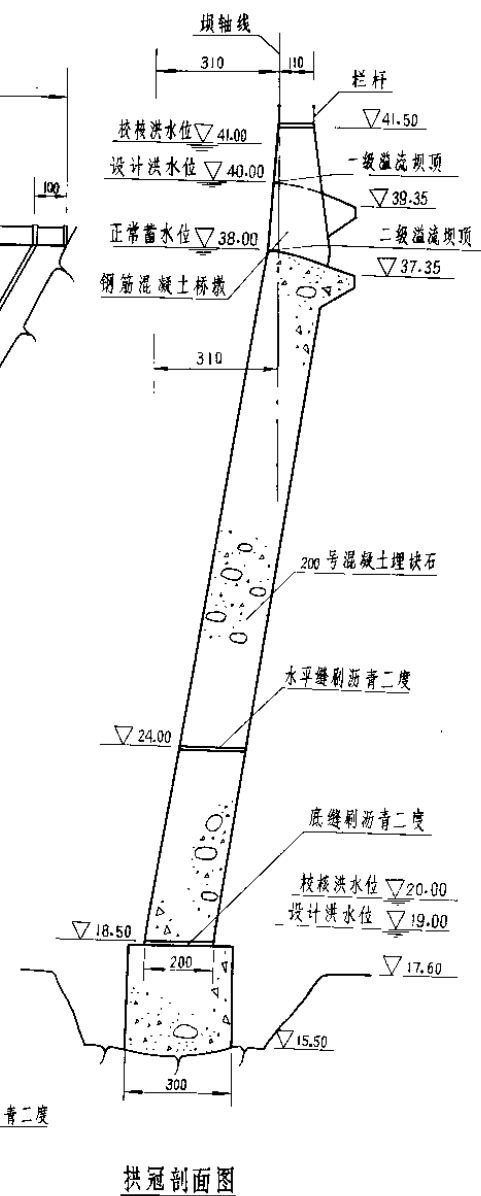 坝轴线
310
110
栏杆
校核洪水位 41.00
41.50
设计洪水位 40.00
一级溢流坝顶
100
39.35
正常蓄水位 38.00
二级溢流坝顶
37.35
钢筋混凝土桥墩
310
200号混凝土埋块石
水平缝刷沥青二度
24.00
底缝刷沥青二度
校核洪水位 20.00
设计洪水位 19.00
18.50
200
17.60
15.50
300
青二度
拱冠剖面图